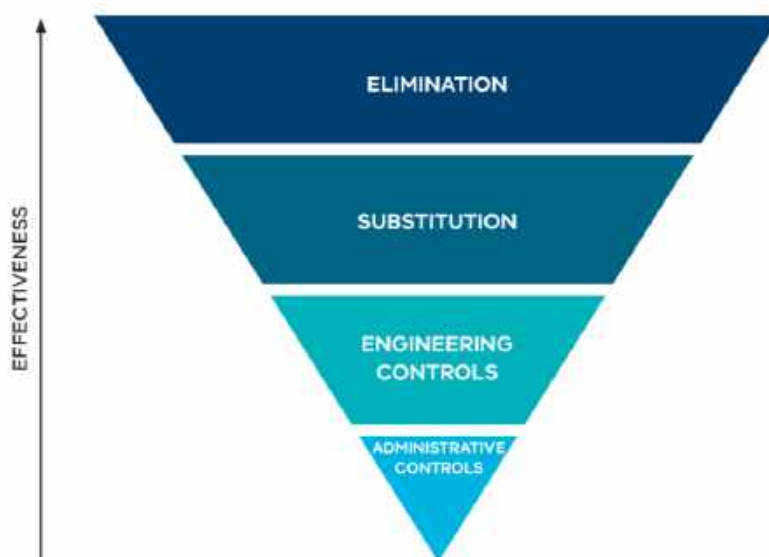 ELIMINATION
SUBSTITUTION
EFFECTIVENESS
ENGINEERING
CONTROLS
ADMINISTRATIVE
CONTROLS